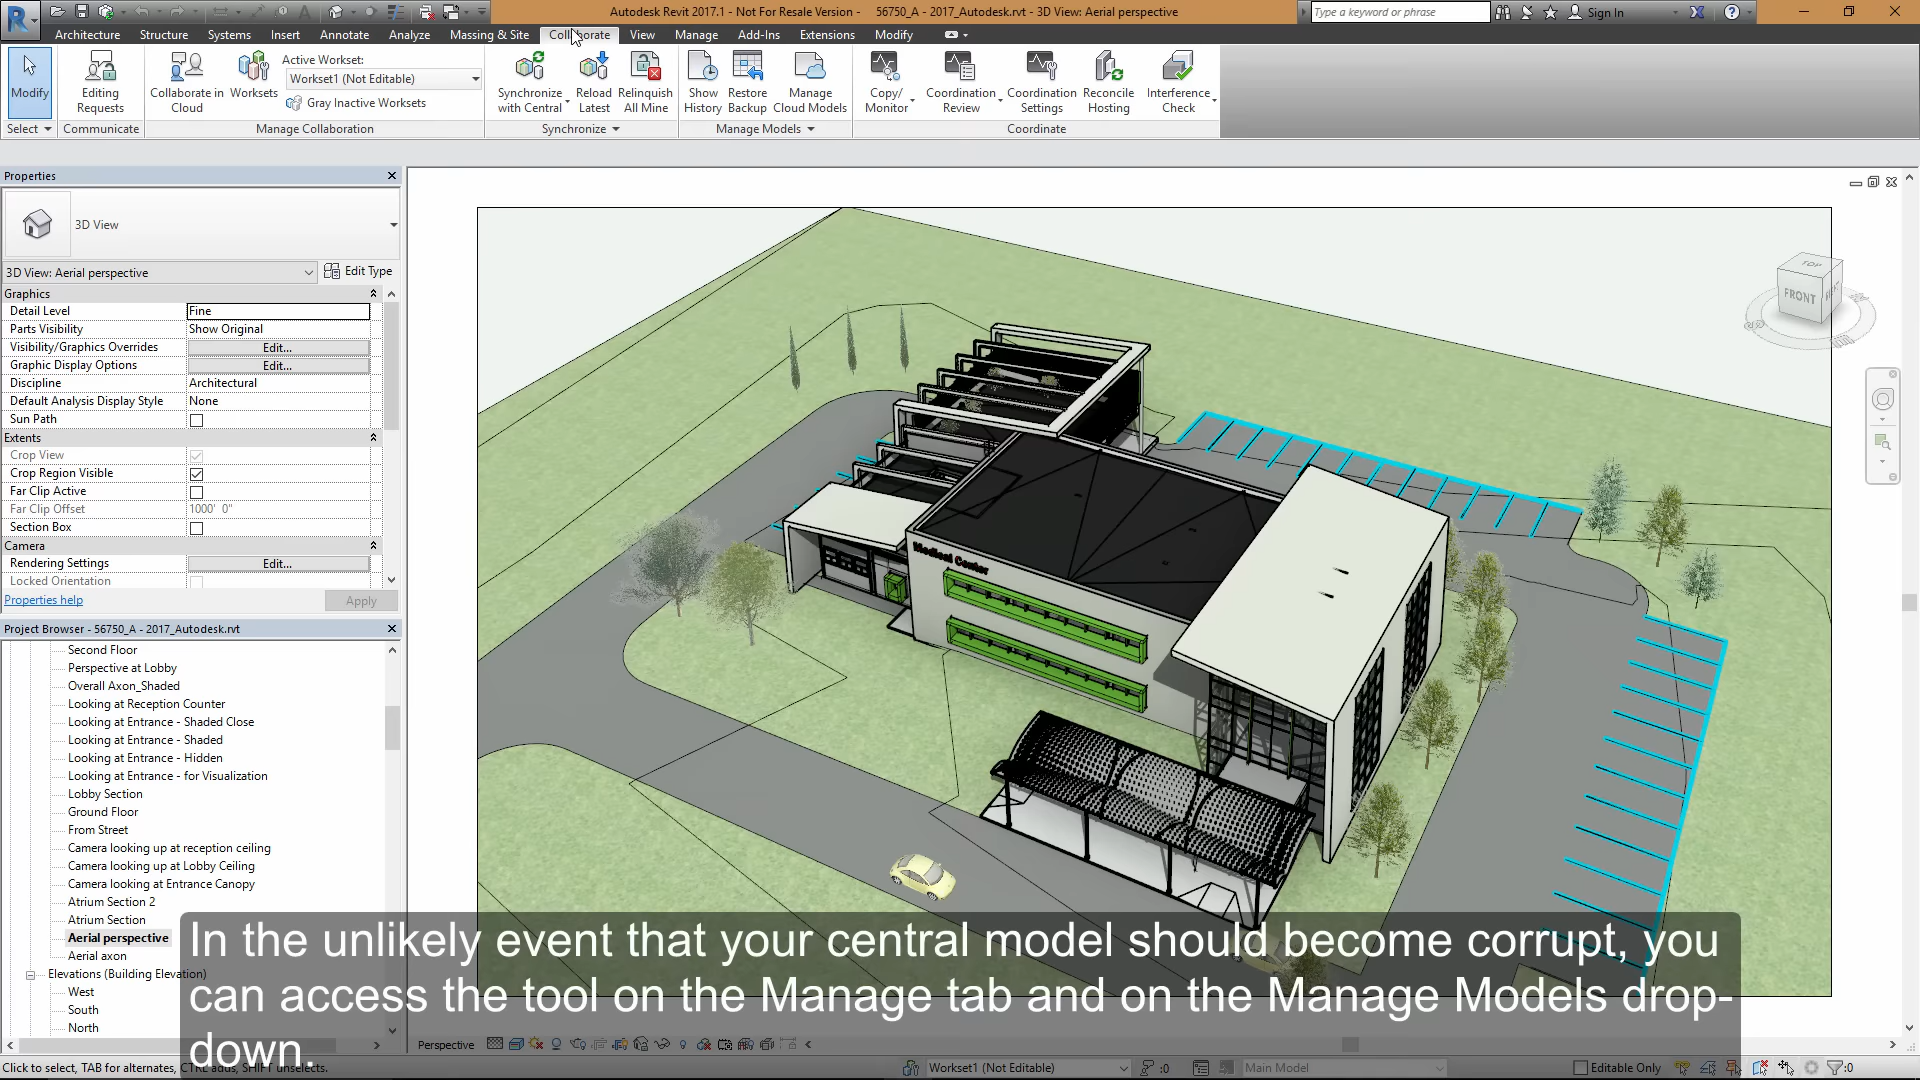 Autodesk Revit 2017.1 - Not For Resale Version -    56750_A - 2017_Autodesk.rvt - 3D View: Aerial perspective
Type a keyword or phrase
Sign In
Architecture
Structure
Systems
Insert
Annotate
Analyze
Massing & Site
Collaborate
View
Manage
Add-Ins
Extensions
Modify
Modify
Editing
Requests
Collaborate in
Cloud
Worksets
Active Workset:
Workset1 (Not Editable)
Gray Inactive Worksets
Synchronize
with Central
Reload
Latest
Relinquish
All Mine
Show
History
Restore
Backup
Manage
Cloud Models
Copy/
Monitor
Coordination
Review
Coordination
Settings
Reconcile
Hosting
Interference
Check
Select
Communicate
Manage Collaboration
Synchronize
Manage Models
Coordinate
Properties
3D View
3D View: Aerial perspective
Edit Type
Graphics
Detail Level Fine
Parts Visibility Show Original
Visibility/Graphics Overrides Edit...
Graphic Display Options Edit...
Discipline Architectural
Default Analysis Display Style None
Sun Path
Extents
Crop View
Crop Region Visible
Far Clip Active
Far Clip Offset 1000' 0"
Section Box
Camera
Rendering Settings Edit...
Locked Orientation
Properties help
Apply
Project Browser - 56750_A - 2017_Autodesk.rvt
Second Floor
Perspective at Lobby
Overall Axon_Shaded
Looking at Reception Counter
Looking at Entrance - Shaded Close
Looking at Entrance - Shaded
Looking at Entrance - Hidden
Looking at Entrance - for Visualization
Lobby Section
Ground Floor
From Street
Camera looking up at reception ceiling
Camera looking up at Lobby Ceiling
Camera looking at Entrance Canopy
Atrium Section 2
Atrium Section
Aerial perspective
Aerial axon
Elevations (Building Elevation)
West
South
North
TOP
FRONT
Medical Center
In the unlikely event that your central model should become corrupt, you
can access the tool on the Manage tab and on the Manage Models drop-
down.
Perspective
Click to select, TAB for alternates, CTRL adds, SHIFT unselects.
Workset1 (Not Editable)
:0
Main Model
Editable Only
:0